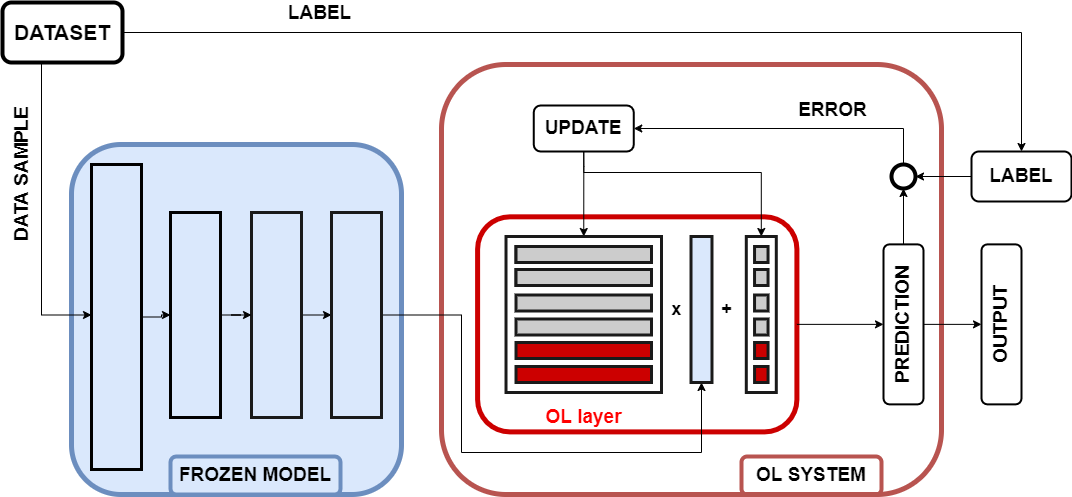 LABEL
DATASET
DATA SAMPLE
UPDATE
ERROR
LABEL
x
+
PREDICTION
OUTPUT
OL layer
FROZEN MODEL
OL SYSTEM